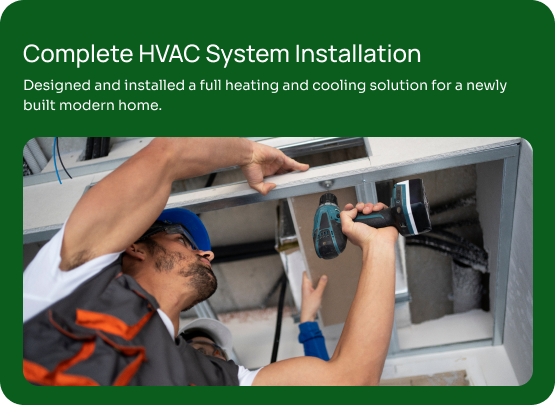 Complete HVAC System Installation
Designed and installed a full heating and cooling solution for a newly
built modern home.